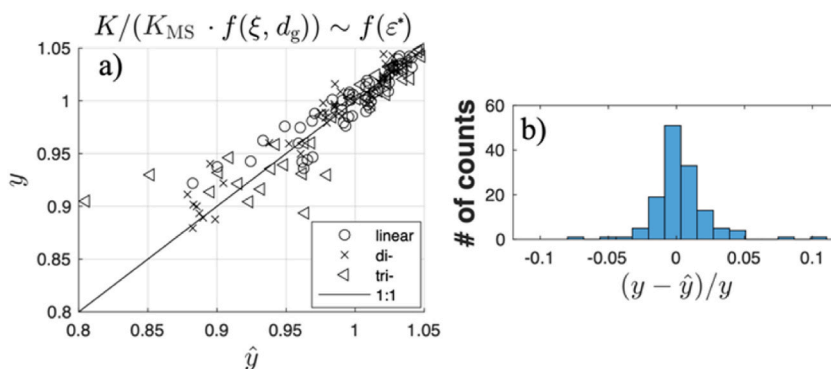 K/(K_MS · f(ξ, d_g)) ∼ f(ε*)
a)
1.05
1
0.95
0.9
0.85
0.8
y
0.8 0.85 0.9 0.95 1 1.05
ŷ
linear
di-
tri-
1:1
b)
60
40
20
0
# of counts
-0.1 -0.05 0 0.05 0.1
(y − ŷ)/y